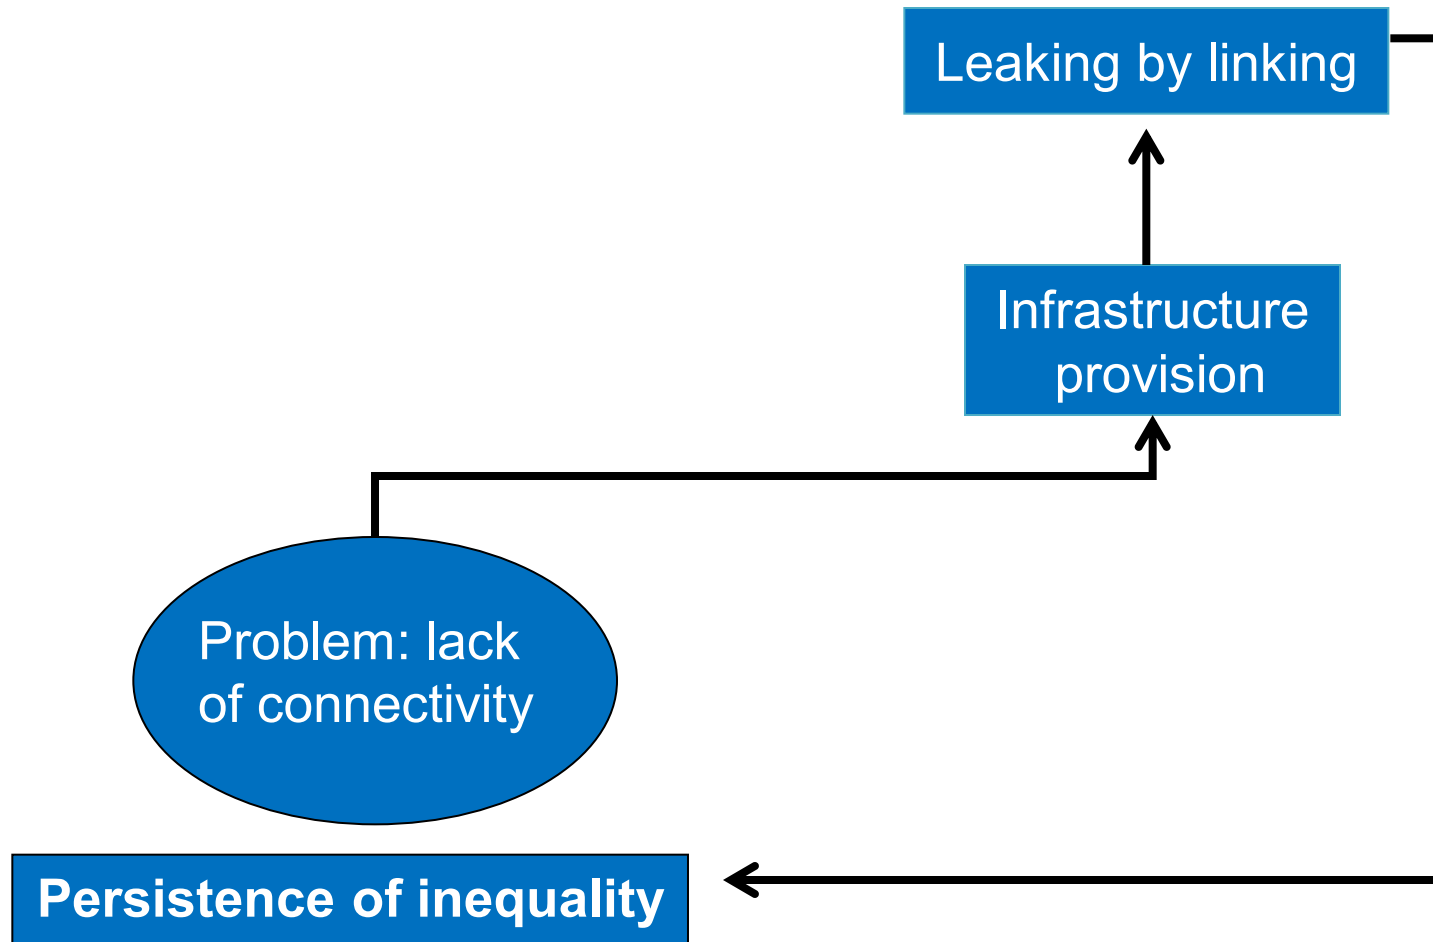 Leaking by linking
Infrastructure
provision
Problem: lack
of connectivity
Persistence of inequality